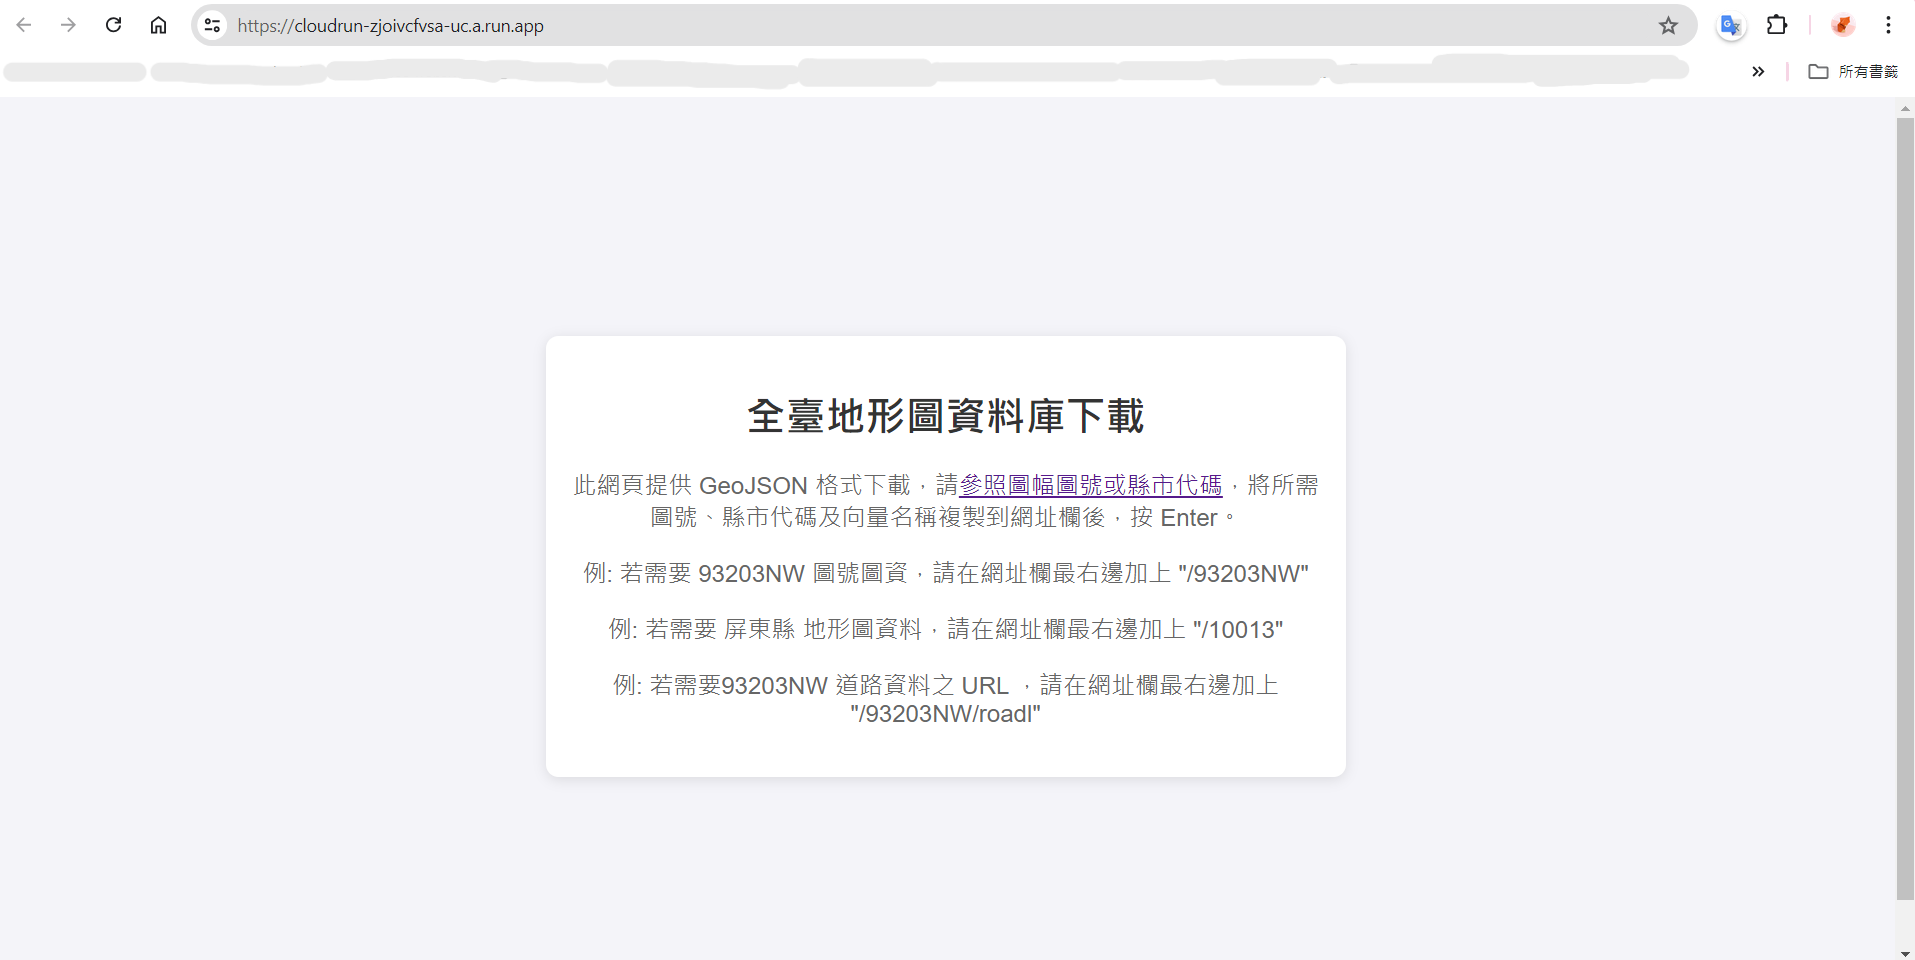 https://cloudrun-zjoivcfvsa-uc.a.run.app
所有書籤
全臺地形圖資料庫下載
此網頁提供 GeoJSON 格式下載，請參照圖幅圖號或縣市代碼，將所需
圖號、縣市代碼及向量名稱複製到網址欄後，按 Enter。
例: 若需要 93203NW 圖號圖資，請在網址欄最右邊加上 "/93203NW"
例: 若需要 屏東縣 地形圖資料，請在網址欄最右邊加上 "/10013"
例: 若需要93203NW 道路資料之 URL ，請在網址欄最右邊加上
"/93203NW/roadl"